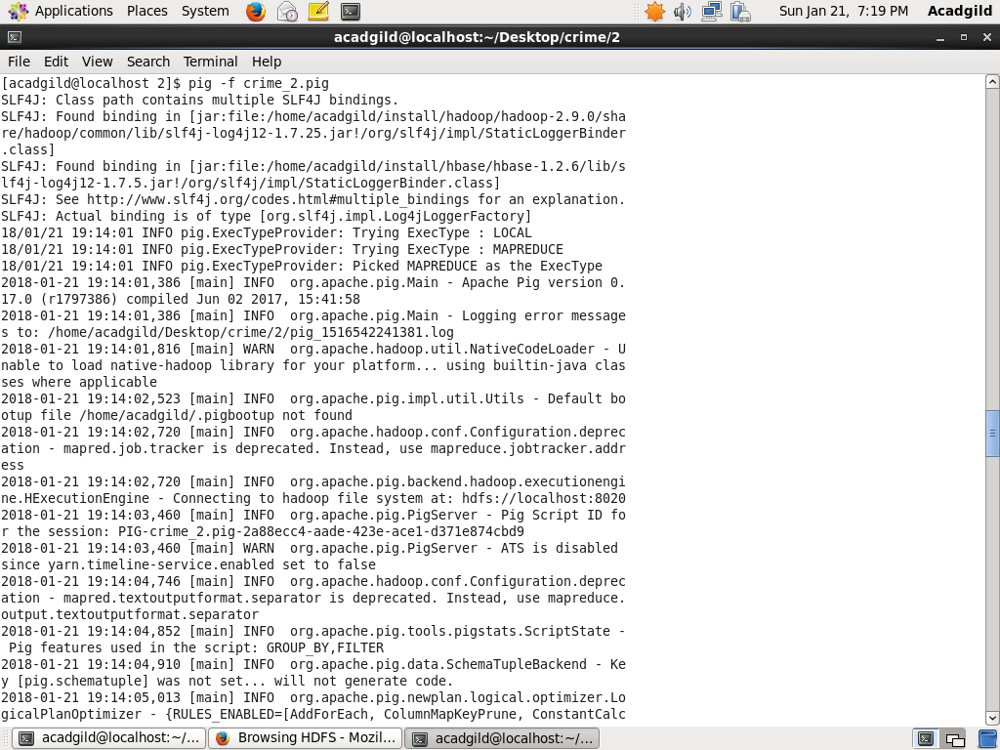 Applications Places System Sun Jan 21, 7:19 PM Acadgild
acadgild@localhost:~/Desktop/crime/2
File Edit View Search Terminal Help
[acadgild@localhost 2]$ pig -f crime_2.pig
SLF4J: Class path contains multiple SLF4J bindings.
SLF4J: Found binding in [jar:file:/home/acadgild/install/hadoop/hadoop-2.9.0/sha
re/hadoop/common/lib/slf4j-log4j12-1.7.25.jar!/org/slf4j/impl/StaticLoggerBinder
.class]
SLF4J: Found binding in [jar:file:/home/acadgild/install/hbase/hbase-1.2.6/lib/s
lf4j-log4j12-1.7.5.jar!/org/slf4j/impl/StaticLoggerBinder.class]
SLF4J: See http://www.slf4j.org/codes.html#multiple_bindings for an explanation.
SLF4J: Actual binding is of type [org.slf4j.impl.Log4jLoggerFactory]
18/01/21 19:14:01 INFO pig.ExecTypeProvider: Trying ExecType : LOCAL
18/01/21 19:14:01 INFO pig.ExecTypeProvider: Trying ExecType : MAPREDUCE
18/01/21 19:14:01 INFO pig.ExecTypeProvider: Picked MAPREDUCE as the ExecType
2018-01-21 19:14:01,386 [main] INFO  org.apache.pig.Main - Apache Pig version 0.
17.0 (r1797386) compiled Jun 02 2017, 15:41:58
2018-01-21 19:14:01,386 [main] INFO  org.apache.pig.Main - Logging error message
s to: /home/acadgild/Desktop/crime/2/pig_1516542241381.log
2018-01-21 19:14:01,816 [main] WARN  org.apache.hadoop.util.NativeCodeLoader - U
nable to load native-hadoop library for your platform... using builtin-java clas
ses where applicable
2018-01-21 19:14:02,523 [main] INFO  org.apache.pig.impl.util.Utils - Default bo
otup file /home/acadgild/.pigbootup not found
2018-01-21 19:14:02,720 [main] INFO  org.apache.hadoop.conf.Configuration.deprec
ation - mapred.job.tracker is deprecated. Instead, use mapreduce.jobtracker.addr
ess
2018-01-21 19:14:02,720 [main] INFO  org.apache.pig.backend.hadoop.executionengi
ne.HExecutionEngine - Connecting to hadoop file system at: hdfs://localhost:8020
2018-01-21 19:14:03,460 [main] INFO  org.apache.pig.PigServer - Pig Script ID fo
r the session: PIG-crime_2.pig-2a88ecc4-aade-423e-ace1-d371e874cbd9
2018-01-21 19:14:03,460 [main] WARN  org.apache.pig.PigServer - ATS is disabled
since yarn.timeline-service.enabled set to false
2018-01-21 19:14:04,746 [main] INFO  org.apache.hadoop.conf.Configuration.deprec
ation - mapred.textoutputformat.separator is deprecated. Instead, use mapreduce.
output.textoutputformat.separator
2018-01-21 19:14:04,852 [main] INFO  org.apache.pig.tools.pigstats.ScriptState -
 Pig features used in the script: GROUP_BY,FILTER
2018-01-21 19:14:04,910 [main] INFO  org.apache.pig.data.SchemaTupleBackend - Ke
y [pig.schematuple] was not set... will not generate code.
2018-01-21 19:14:05,013 [main] INFO  org.apache.pig.newplan.logical.optimizer.Lo
gicalPlanOptimizer - {RULES_ENABLED=[AddForEach, ColumnMapKeyPrune, ConstantCalc
acadgild@localhost:~/... Browsing HDFS - Mozil... acadgild@localhost:~/...